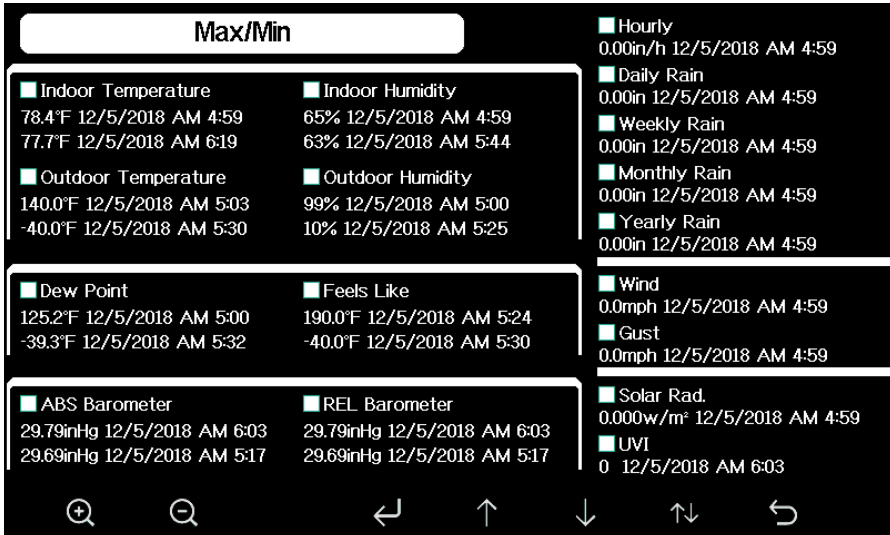 Max/Min
Indoor Temperature
78.4°F 12/5/2018 AM 4:59
77.7°F 12/5/2018 AM 6:19
Indoor Humidity
65% 12/5/2018 AM 4:59
63% 12/5/2018 AM 5:44
Outdoor Temperature
140.0°F 12/5/2018 AM 5:03
-40.0°F 12/5/2018 AM 5:30
Outdoor Humidity
99% 12/5/2018 AM 5:00
10% 12/5/2018 AM 5:25
Dew Point
125.2°F 12/5/2018 AM 5:00
-39.3°F 12/5/2018 AM 5:32
Feels Like
190.0°F 12/5/2018 AM 5:24
-40.0°F 12/5/2018 AM 5:30
ABS Barometer
29.79inHg 12/5/2018 AM 6:03
29.69inHg 12/5/2018 AM 5:17
REL Barometer
29.79inHg 12/5/2018 AM 6:03
29.69inHg 12/5/2018 AM 5:17
Hourly
0.00in/h 12/5/2018 AM 4:59
Daily Rain
0.00in 12/5/2018 AM 4:59
Weekly Rain
0.00in 12/5/2018 AM 4:59
Monthly Rain
0.00in 12/5/2018 AM 4:59
Yearly Rain
0.00in 12/5/2018 AM 4:59
Wind
0.0mph 12/5/2018 AM 4:59
Gust
0.0mph 12/5/2018 AM 4:59
Solar Rad.
0.000w/m² 12/5/2018 AM 4:59
UVI
0 12/5/2018 AM 6:03